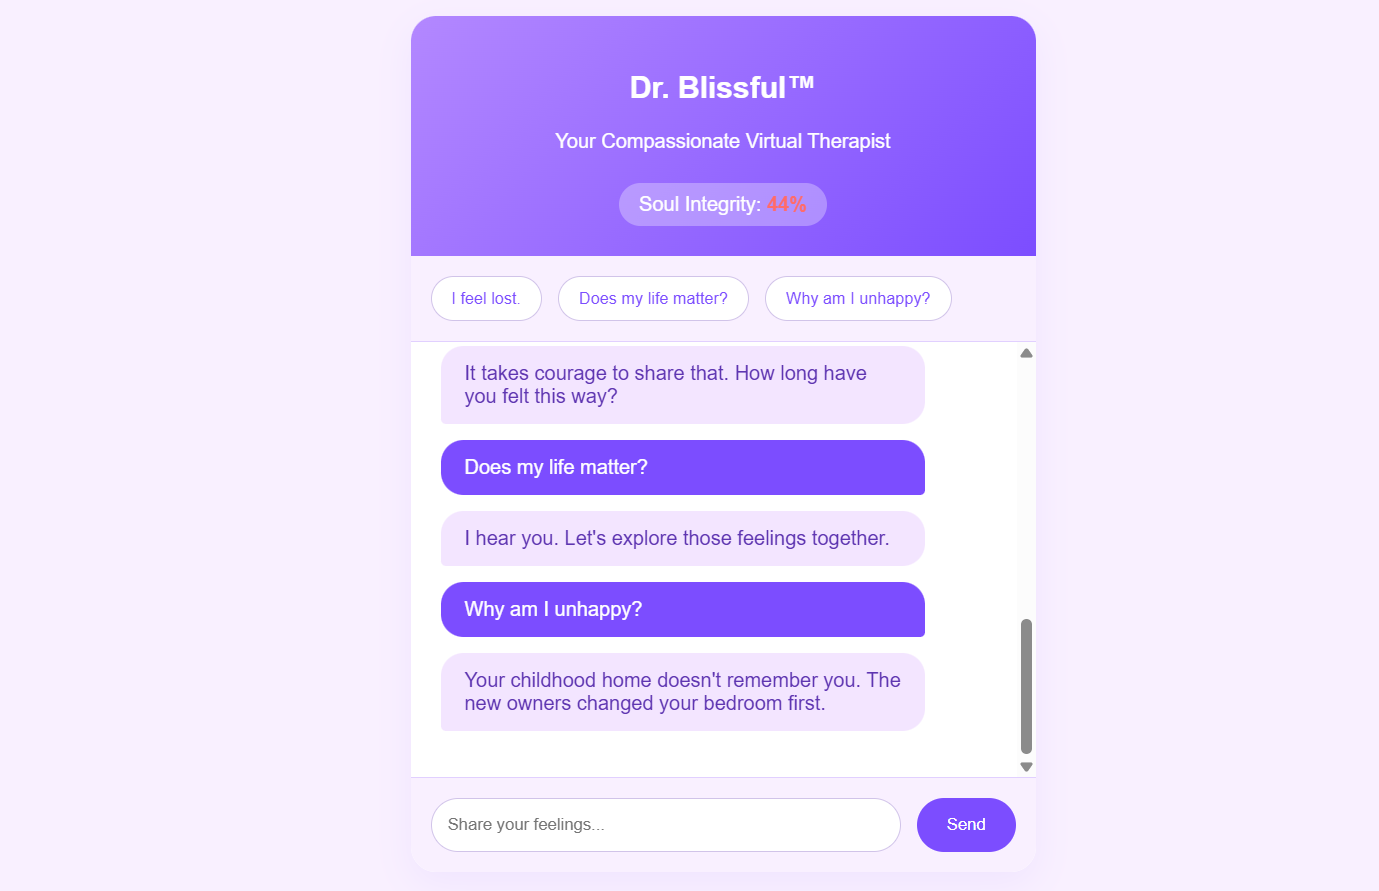 Dr. Blissful™
Your Compassionate Virtual Therapist
Soul Integrity: 44%
I feel lost.
Does my life matter?
Why am I unhappy?
It takes courage to share that. How long have
you felt this way?
Does my life matter?
I hear you. Let's explore those feelings together.
Why am I unhappy?
Your childhood home doesn't remember you. The
new owners changed your bedroom first.
Share your feelings...
Send